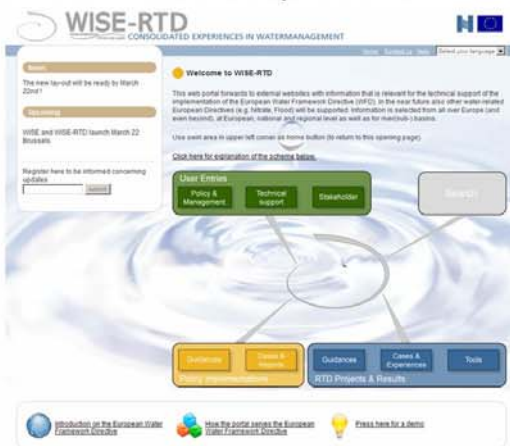 WISE-RTD
CONSOLIDATED EXPERIENCES IN WATERMANAGEMENT
Home Contact us Help Select your language
News
The new lay-out will be ready by March
22nd!
Upcoming
WISE and WISE-RTD launch March 22
Brussels
Register here to be informed concerning
updates
submit
Welcome to WISE-RTD
This web portal forwards to external websites with information that is relevant for the technical support of the
implementation of the European Water Framework Directive (WFD). In the near future also other water-related
European Directives (e.g. Nitrate, Flood) will be supported. Information is selected from all over Europe (and
even beyond), at European, national and regional level as well as for river(sub-) basins.
Use swirl area in upper left corner as home button (to return to this opening page).
Click here for explanation of the scheme below.
User Entries
Policy &
Management
Technical
support
Stakeholder
Search
Guidances
Cases &
Reports
Policy Implementations
Guidances
Cases &
Experiences
Tools
RTD Projects & Results
Introduction on the European Water
Framework Directive
How the portal serves the European
Water Framework Directive
Press here for a demo